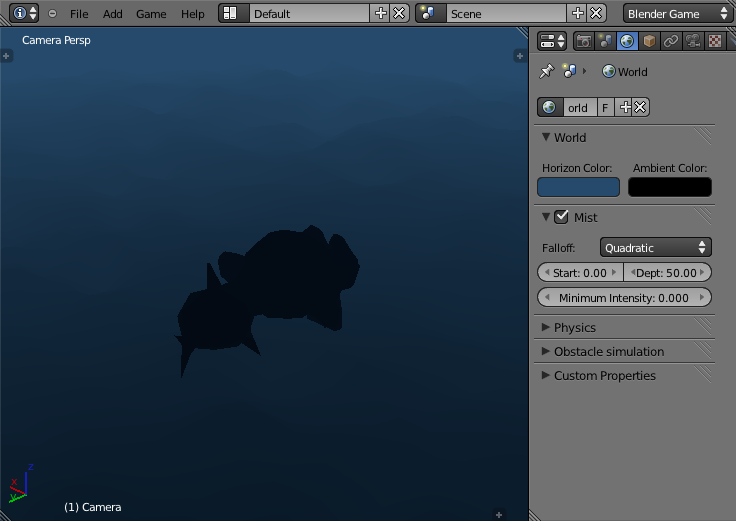 File Add Game Help Default Scene Blender Game
Camera Persp
World
orld F
World
Horizon Color: Ambient Color:
Mist
Falloff: Quadratic
Start: 0.00 Dept: 50.00
Minimum Intensity: 0.000
Physics
Obstacle simulation
Custom Properties
z
x
y
(1) Camera